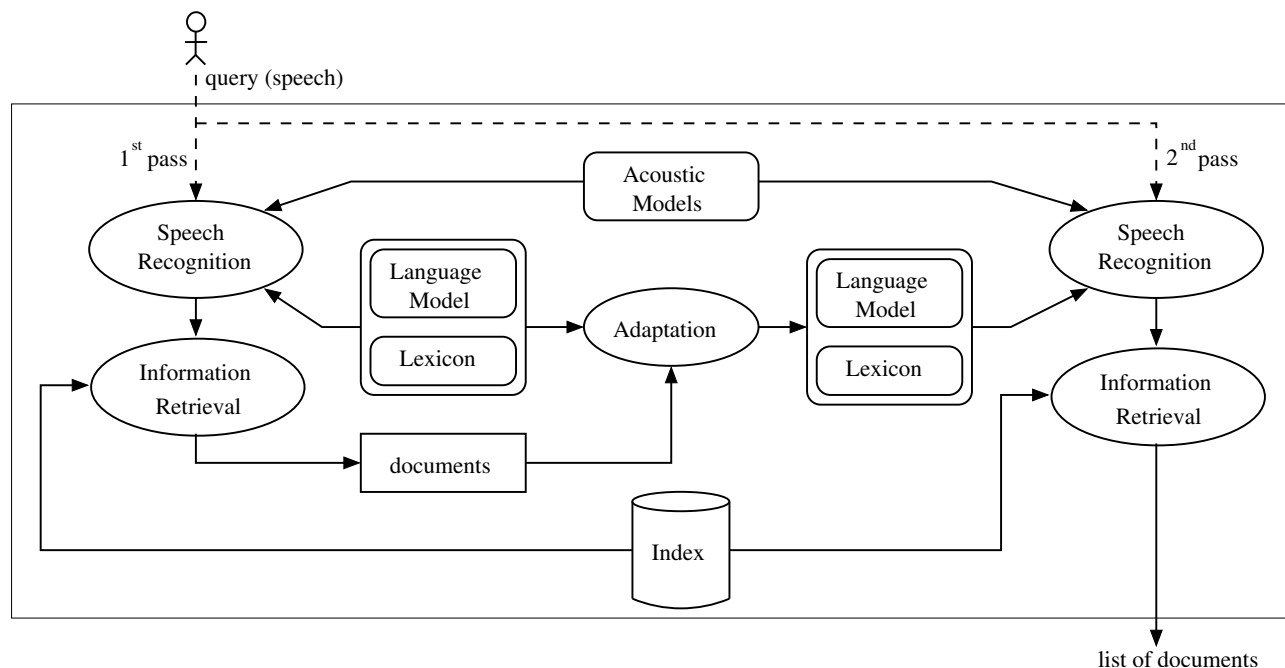 query (speech)
1st pass
2nd pass
Acoustic
Models
Speech
Recognition
Speech
Recognition
Language
Model
Lexicon
Adaptation
Language
Model
Lexicon
Information
Retrieval
Information
Retrieval
documents
Index
list of documents